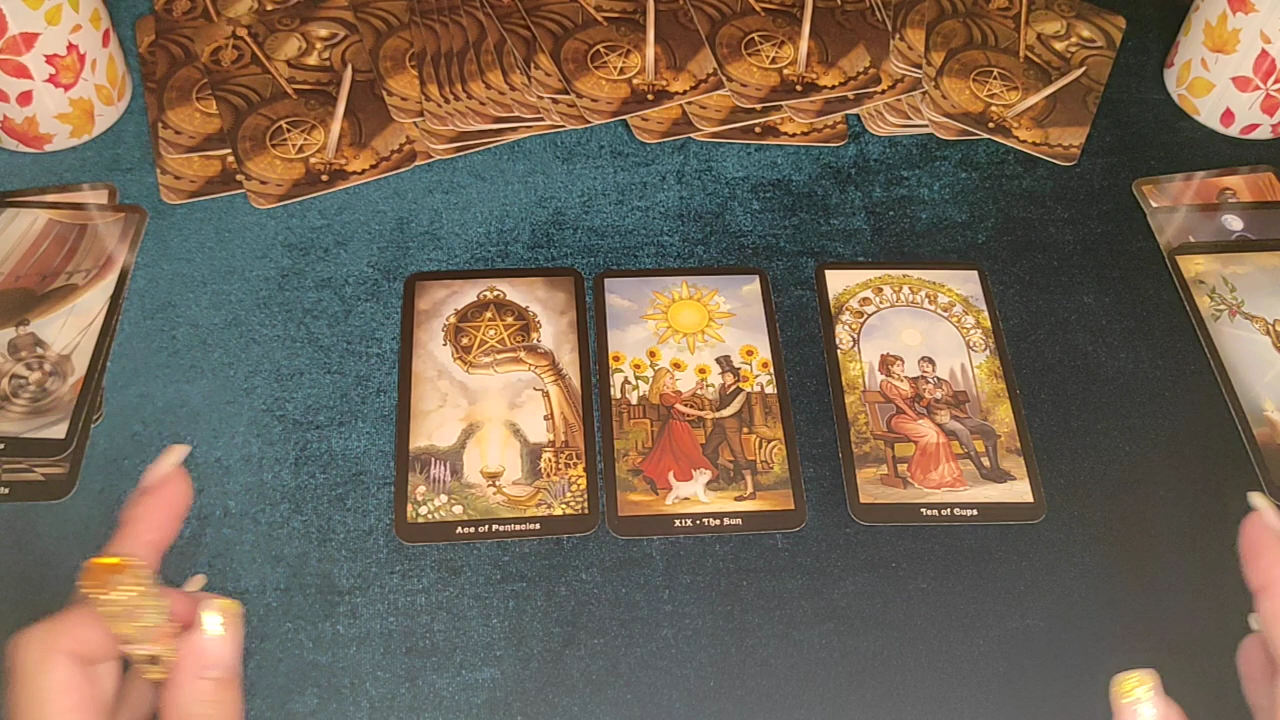 Ace of Pentacles
XIX • The Sun
Ten of Cups